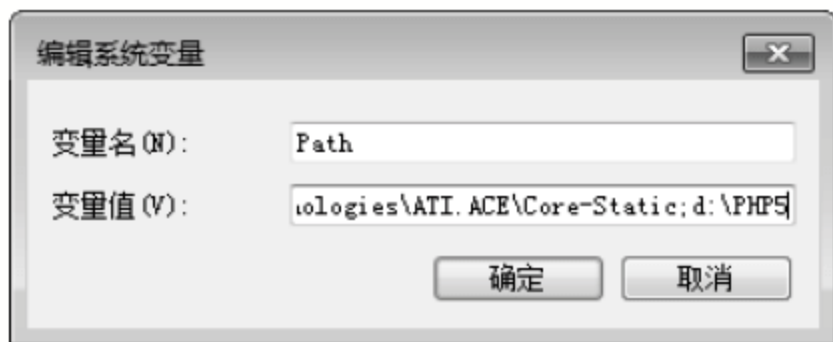 编辑系统变量
变量名(N): Path
变量值(V): ologies\ATI.ACE\Core-Static;d:\PHP5
确定 取消